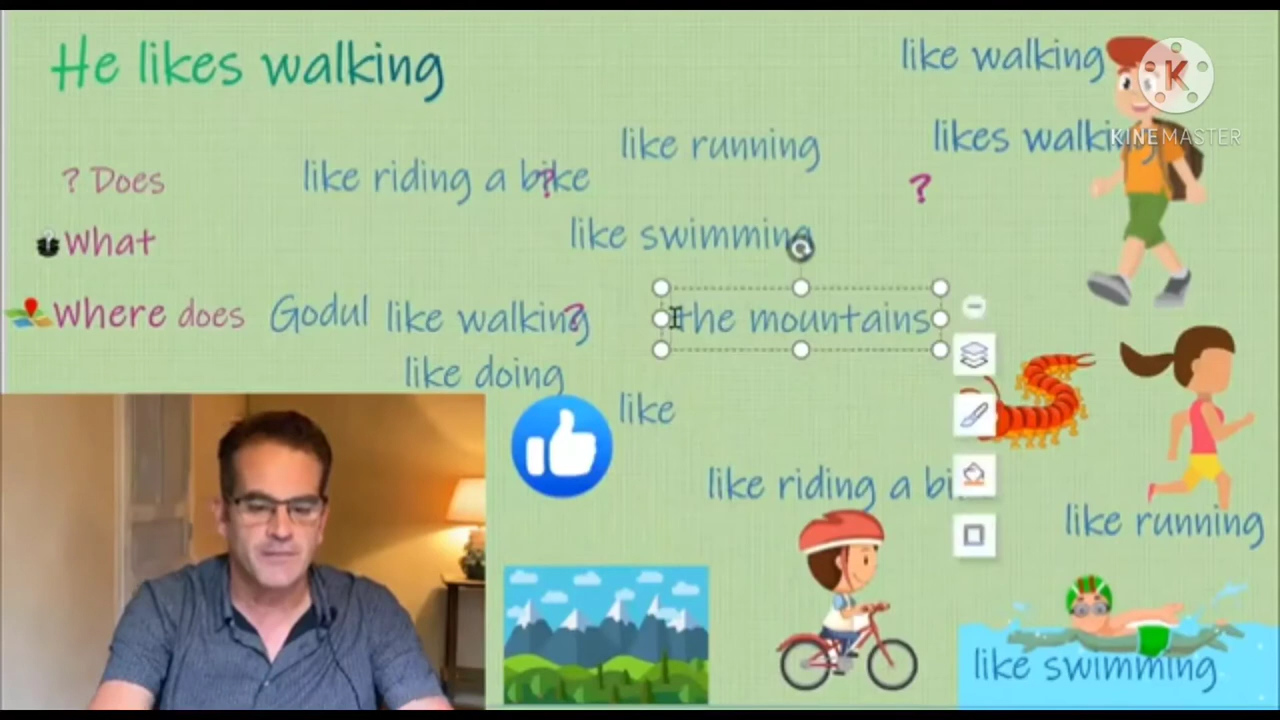 He likes walking
like walking
K
KINEMASTER
likes walking
like running
? Does
like riding a bike
?
?
What
like swimming
Where does
Godul
like walking
?
the mountains
like doing
like
like riding a bi
like running
like swimming